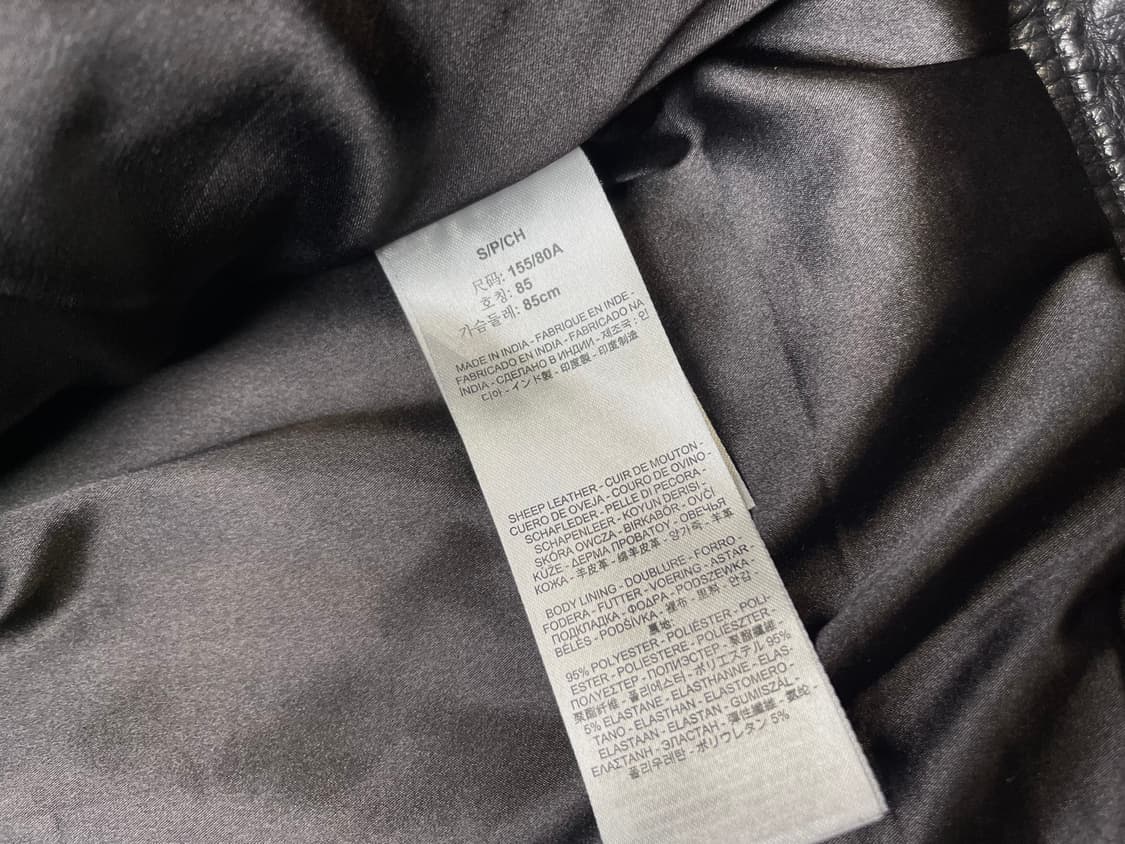 S/P/CH
尺码: 155/80A
호칭: 85
가슴둘레: 85cm
MADE IN INDIA - FABRIQUE EN INDE -
FABRICADO EN INDIA - FABRICADO NA
ÍNDIA - СДЕЛАНО В ИНДИИ - 제조국 : 인
디아 - インド製 - 印度製 - 印度制造
SHEEP LEATHER - CUIR DE MOUTON -
CUERO DE OVEJA - COURO DE OVINO -
SCHAFLEDER - PELLE DI PECORA -
SCHAPENLEER - KOYUN DERISI -
SKÓRA OWCZA - BIRKABŐR - OVČÍ
KŮŽE - ΔΕΡΜΑ ΠΡΟΒΑΤΟΥ - ОВЕЧЬЯ
КОЖА - 羊皮革 - 綿羊皮革 - 양가죽 - 羊革
BODY LINING - DOUBLURE - FORRO -
FODERA - FUTTER - VOERING - ASTAR -
ПОДКЛАДКА - ΦΟΔΡΑ - PODSZEWKA -
BÉLÉS - PODŠÍVKA - 裡布 - 里料 - 안감 -
裏地
95% POLYESTER - POLIÉSTER - POLI-
ESTER - POLIESTERE - POLIÉSZTER -
ΠΟΛΥΕΣΤΕΡ - ПОЛИЭСТЕР - 聚酯纖維 -
聚酯纤维 - 폴리에스터 - ポリエステル 95%
5% ELASTANE - ELASTHANNE - ELAS-
TANO - ELASTHAN - ELASTOMERO -
ELASTAAN - ELASTAN - GUMISZÁL -
ΕΛΑΣΤΑΝΗ - ЭЛАСТАН - 彈性纖維 - 氨纶 -
폴리우레탄 - ポリウレタン 5%